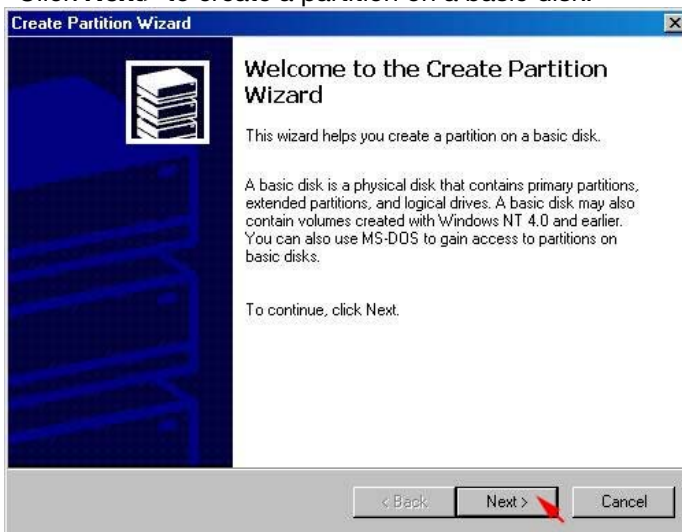 Create Partition Wizard
Welcome to the Create Partition
Wizard
This wizard helps you create a partition on a basic disk.
A basic disk is a physical disk that contains primary partitions,
extended partitions, and logical drives. A basic disk may also
contain volumes created with Windows NT 4.0 and earlier.
You can also use MS-DOS to gain access to partitions on
basic disks.
To continue, click Next.
< Back Next > Cancel